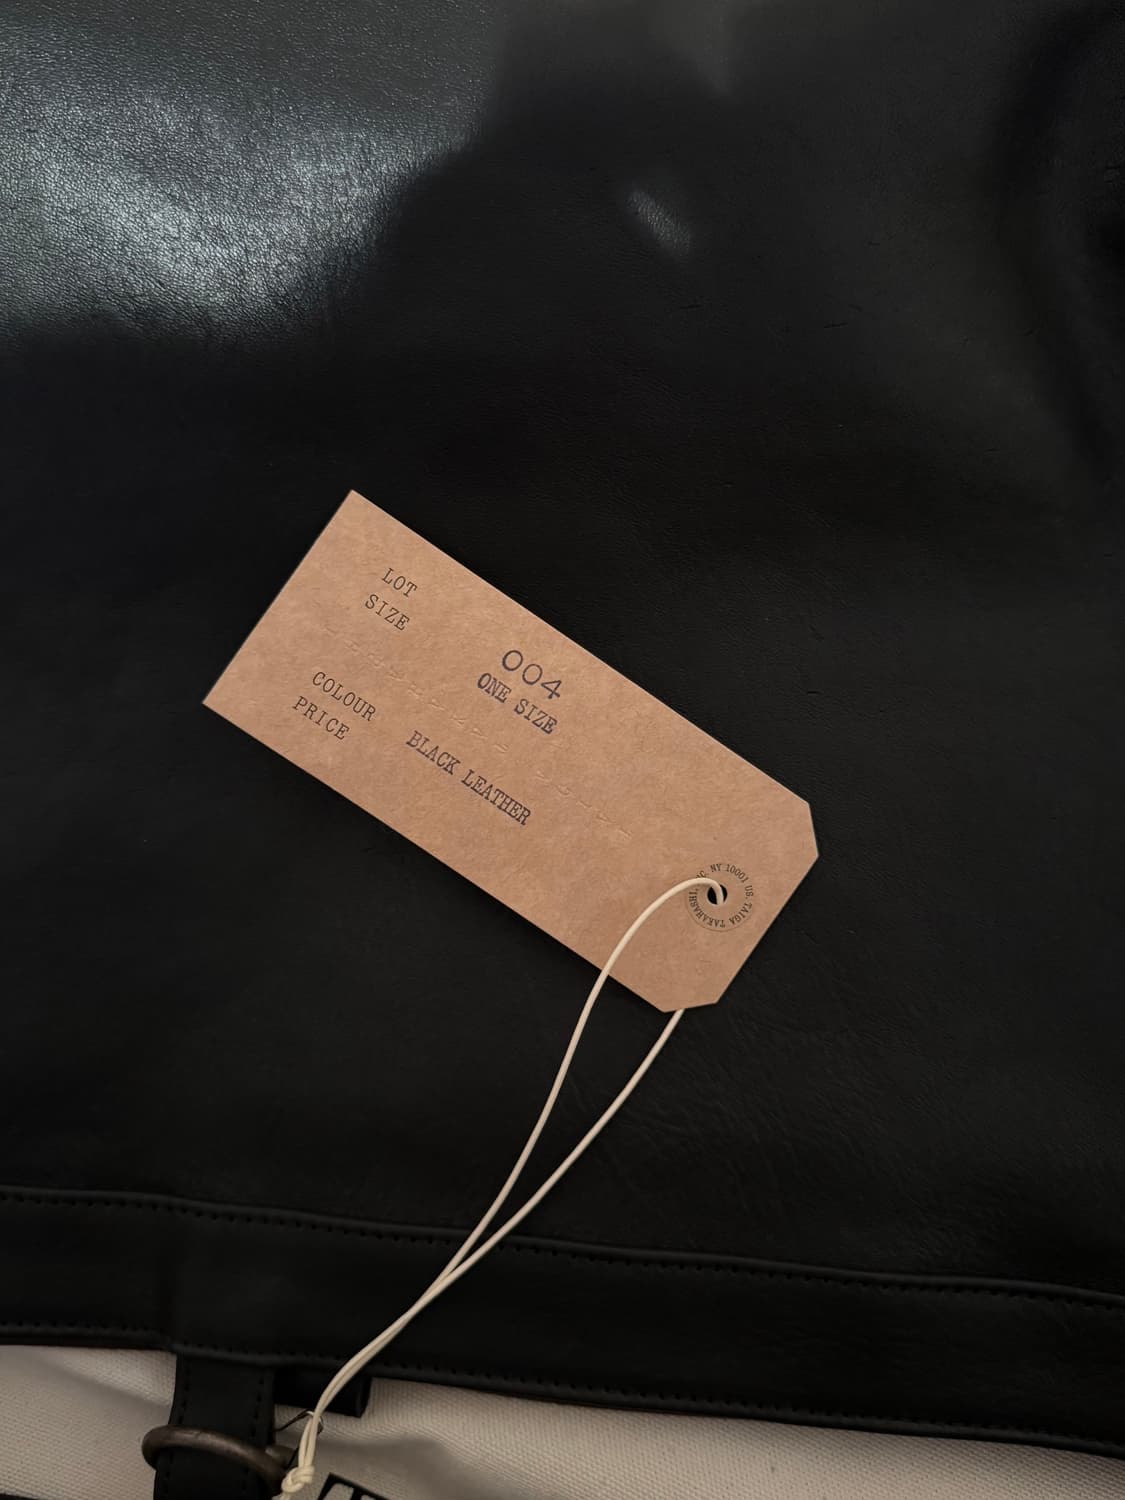 LOT
004
SIZE
ONE SIZE
COLOUR
BLACK LEATHER
PRICE
NY 10001 US. TAIGA TAKAHASHI,